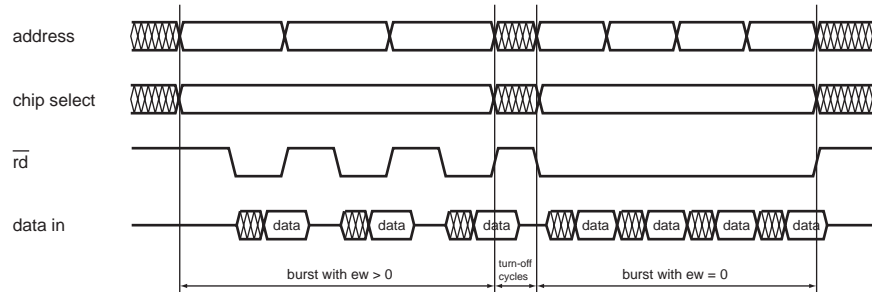 address
chip select
rd
data in
data
data
data
data
data
data
data
burst with ew > 0
turn-off
cycles
burst with ew = 0